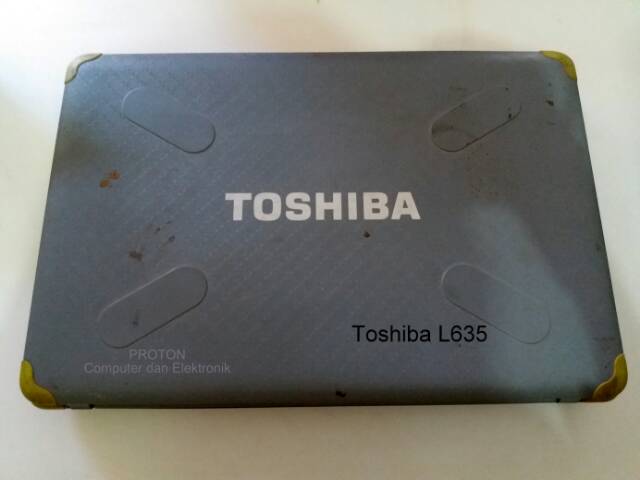 TOSHIBA
Toshiba L635
PROTON
Computer dan Elektronik